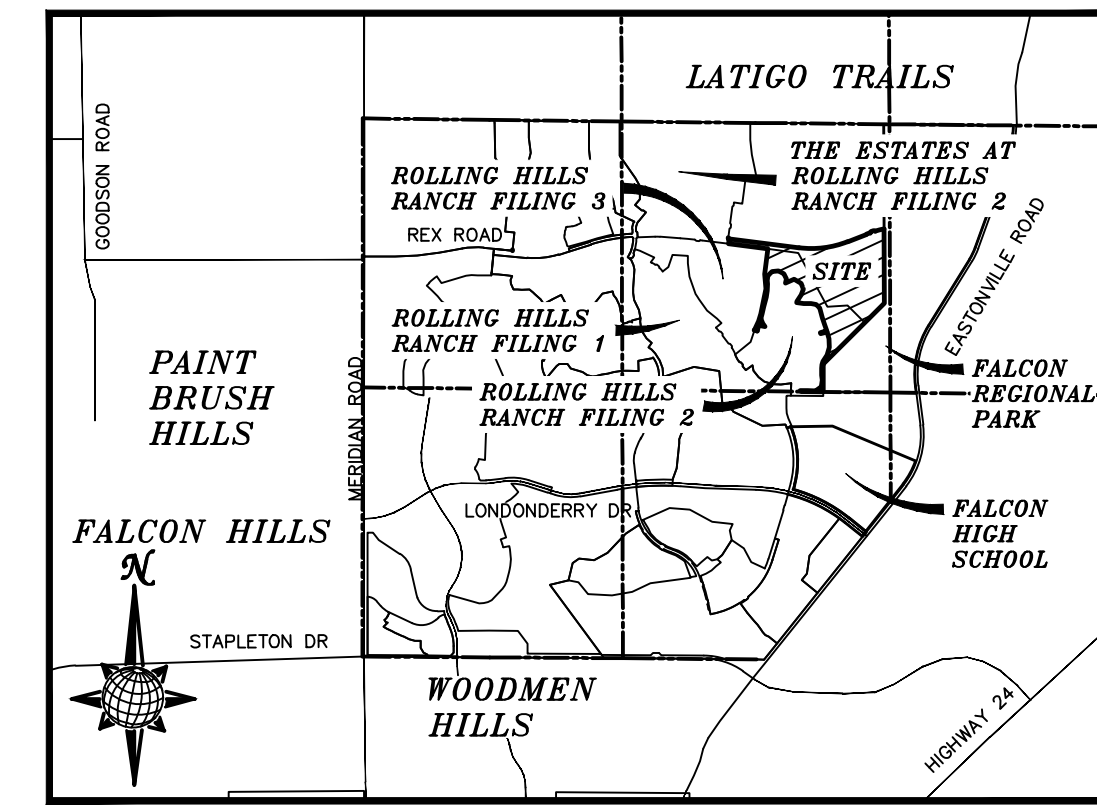 LATIGO TRAILS
GOODSON ROAD
THE ESTATES AT
ROLLING HILLS
RANCH FILING 2
ROLLING HILLS
RANCH FILING 3
REX ROAD
SITE
EASTONVILLE ROAD
ROLLING HILLS
RANCH FILING 1
PAINT
BRUSH
HILLS
MERIDIAN ROAD
FALCON
REGIONAL
PARK
ROLLING HILLS
RANCH FILING 2
LONDONDERRY DR
FALCON
HIGH
SCHOOL
FALCON HILLS
N
STAPLETON DR
WOODMEN
HILLS
HIGHWAY 24